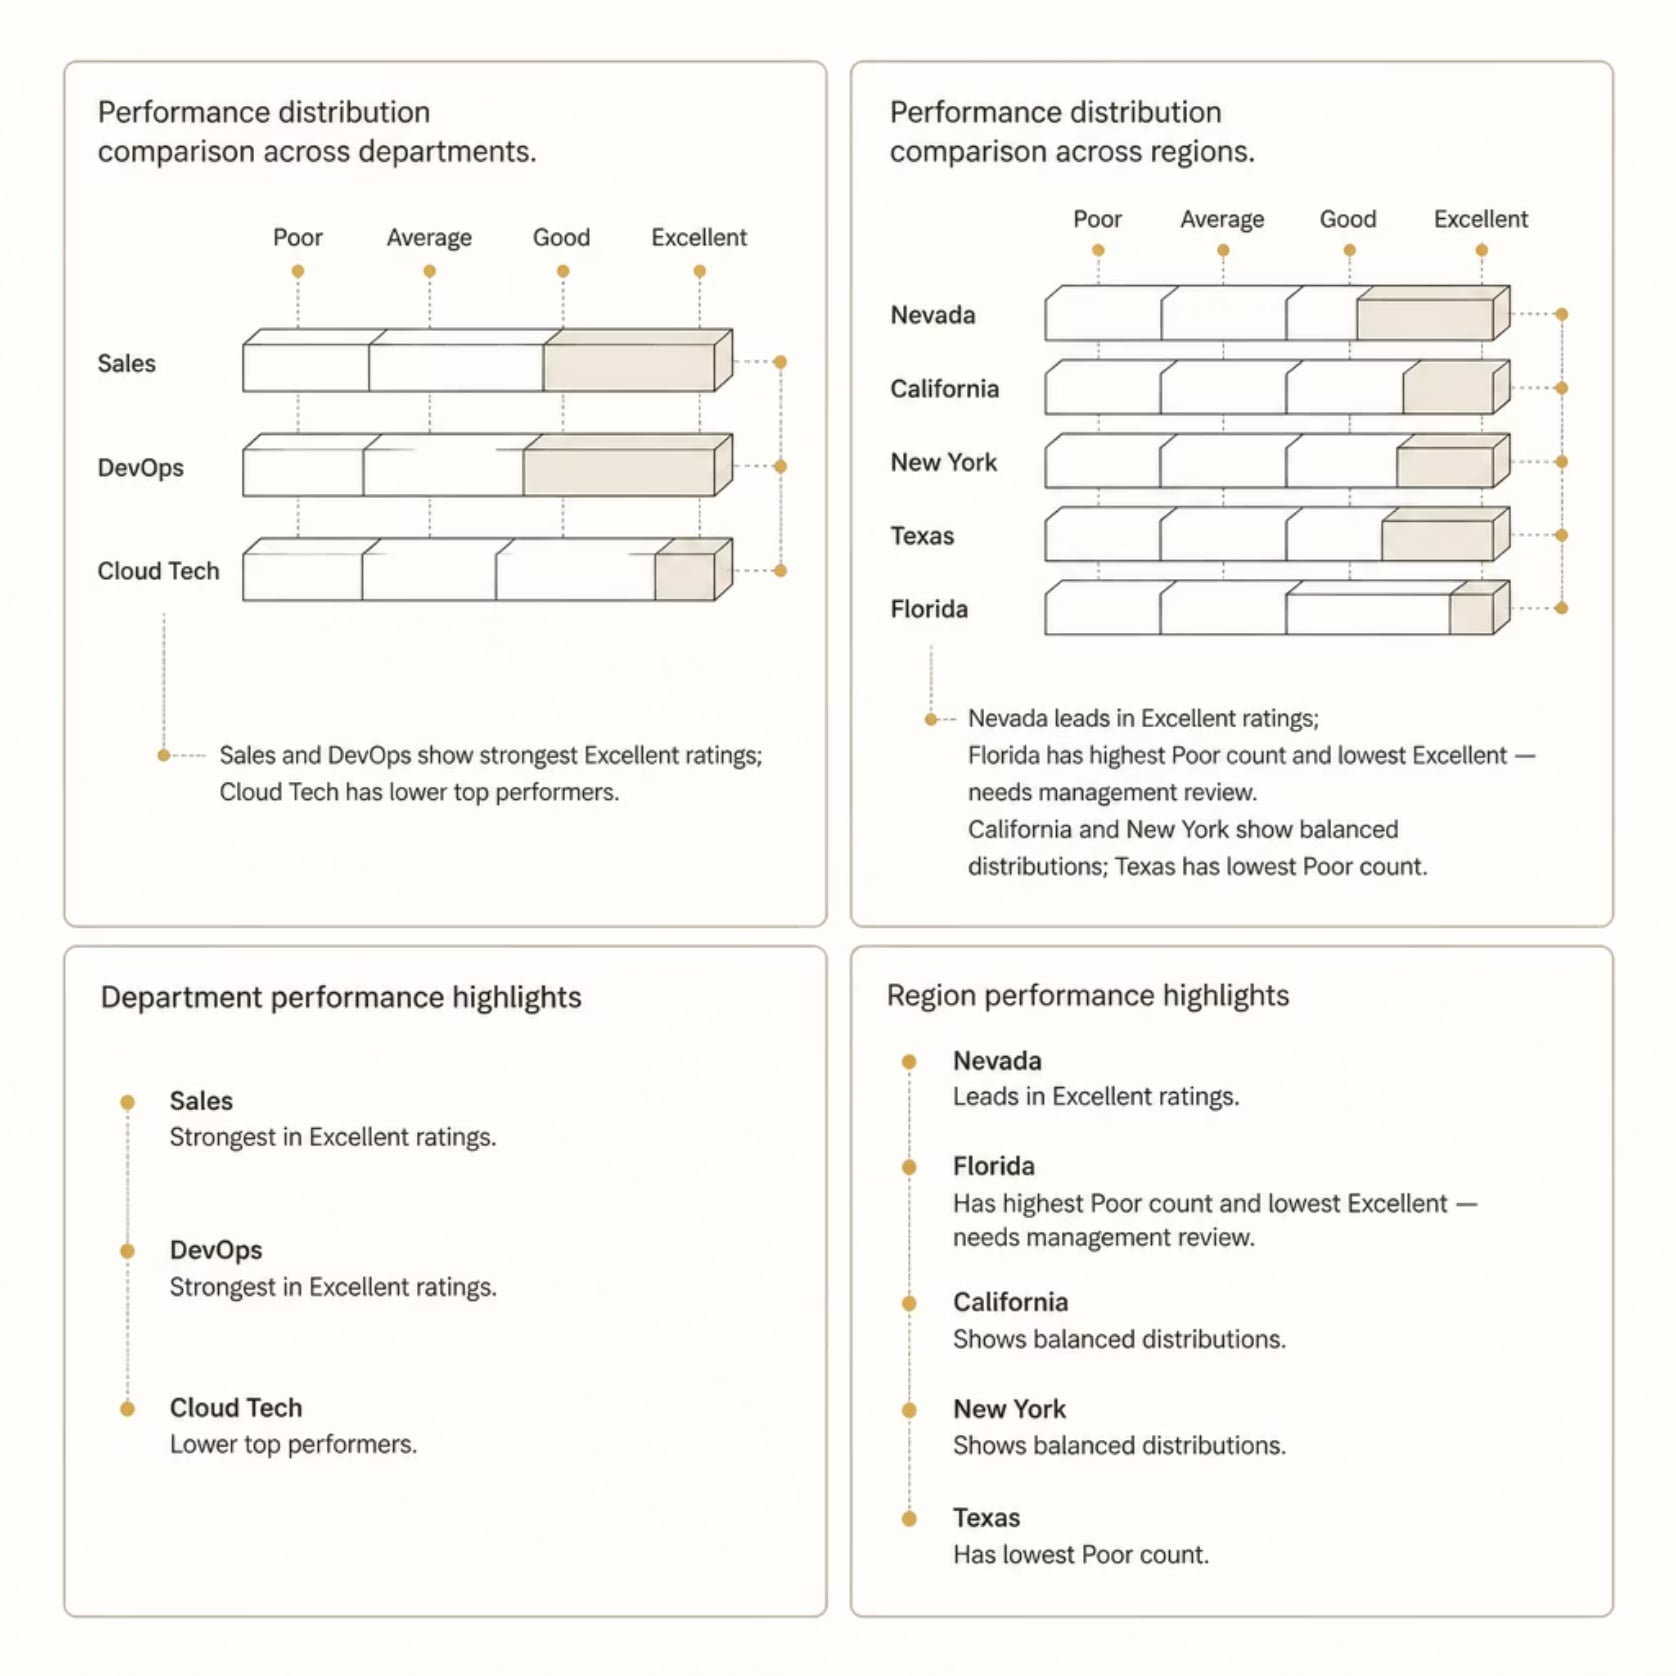 Performance distribution
comparison across departments.
Poor Average Good Excellent
Sales
DevOps
Cloud Tech
Sales and DevOps show strongest Excellent ratings;
Cloud Tech has lower top performers.
Performance distribution
comparison across regions.
Poor Average Good Excellent
Nevada
California
New York
Texas
Florida
Nevada leads in Excellent ratings;
Florida has highest Poor count and lowest Excellent —
needs management review.
California and New York show balanced
distributions; Texas has lowest Poor count.
Department performance highlights
Sales
Strongest in Excellent ratings.
DevOps
Strongest in Excellent ratings.
Cloud Tech
Lower top performers.
Region performance highlights
Nevada
Leads in Excellent ratings.
Florida
Has highest Poor count and lowest Excellent —
needs management review.
California
Shows balanced distributions.
New York
Shows balanced distributions.
Texas
Has lowest Poor count.